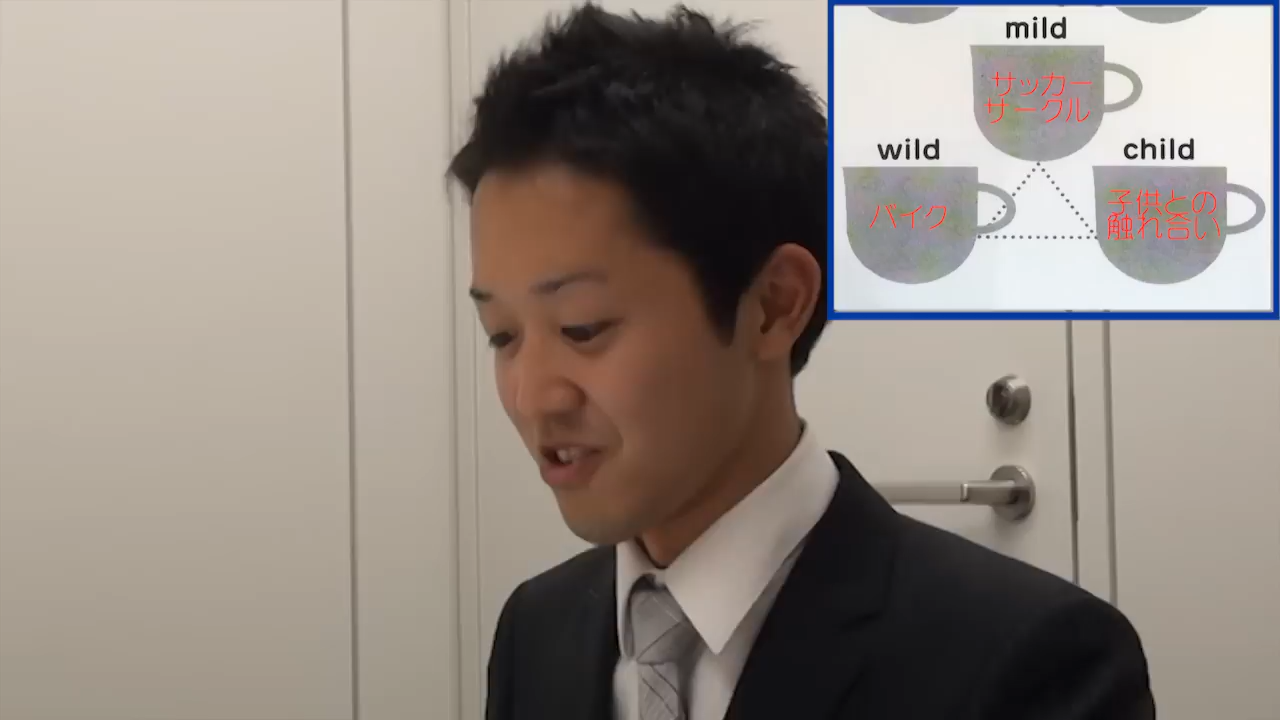 mild
サッカー
サークル
wild
バイク
child
子供との
触れ合い